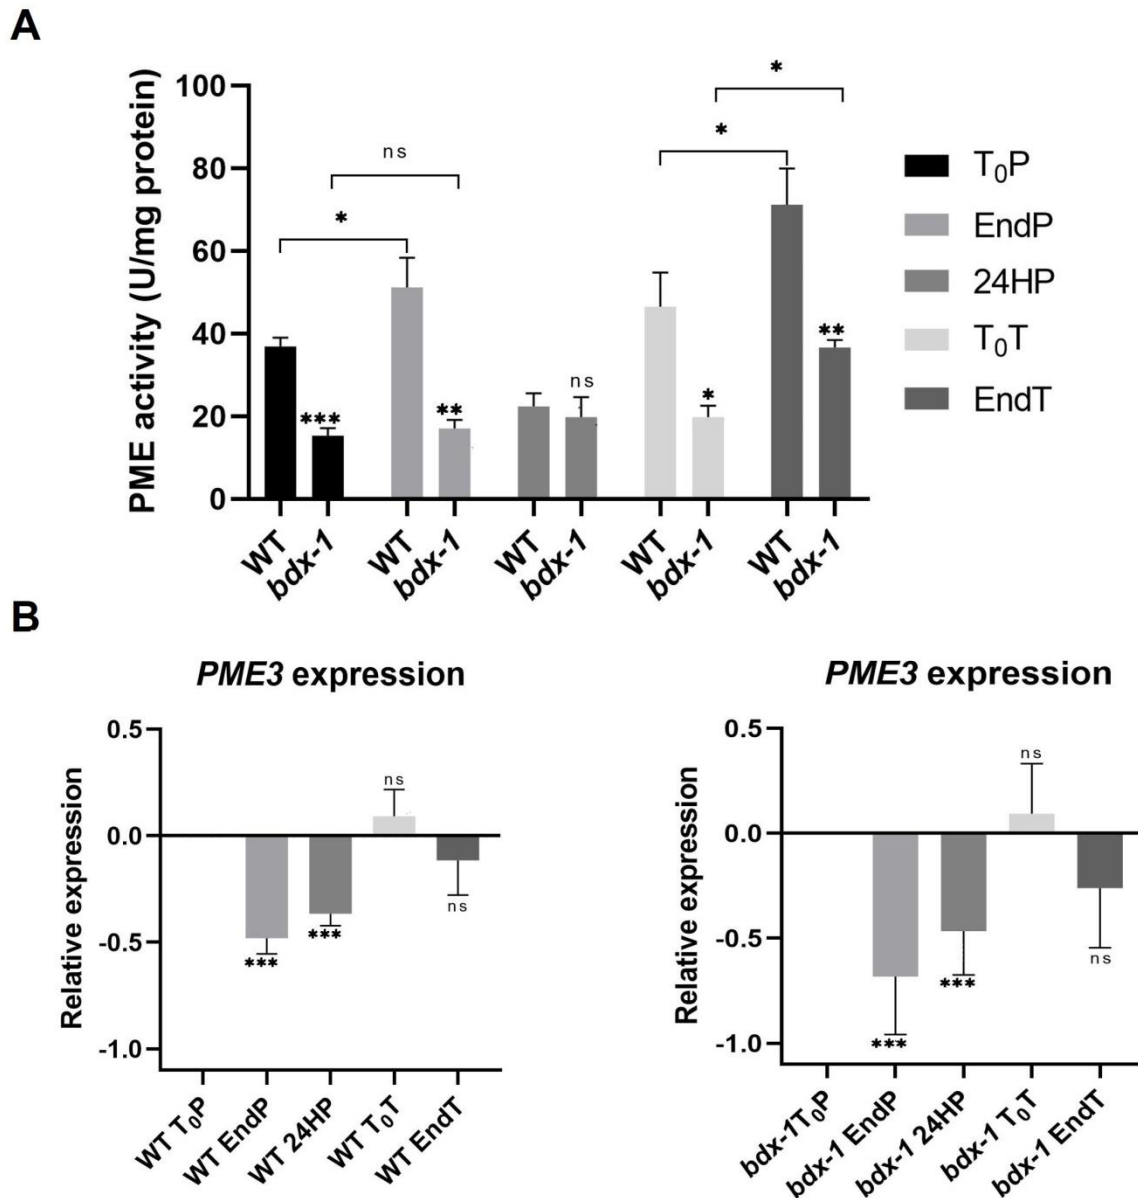 A
PME activity (U/mg protein)
100
80
60
40
20
0
*
ns
*
*
***
**
ns
*
**
WT
bdx-1
WT
bdx-1
WT
bdx-1
WT
bdx-1
WT
bdx-1
T₀P
EndP
24HP
T₀T
EndT
B
PME3 expression
Relative expression
0.5
0.0
-0.5
-1.0
***
***
ns
ns
WT T₀P
WT EndP
WT 24HP
WT T₀T
WT EndT
PME3 expression
Relative expression
0.5
0.0
-0.5
-1.0
***
***
ns
ns
bdx-1T₀P
bdx-1 EndP
bdx-1 24HP
bdx-1 T₀T
bdx-1 EndT